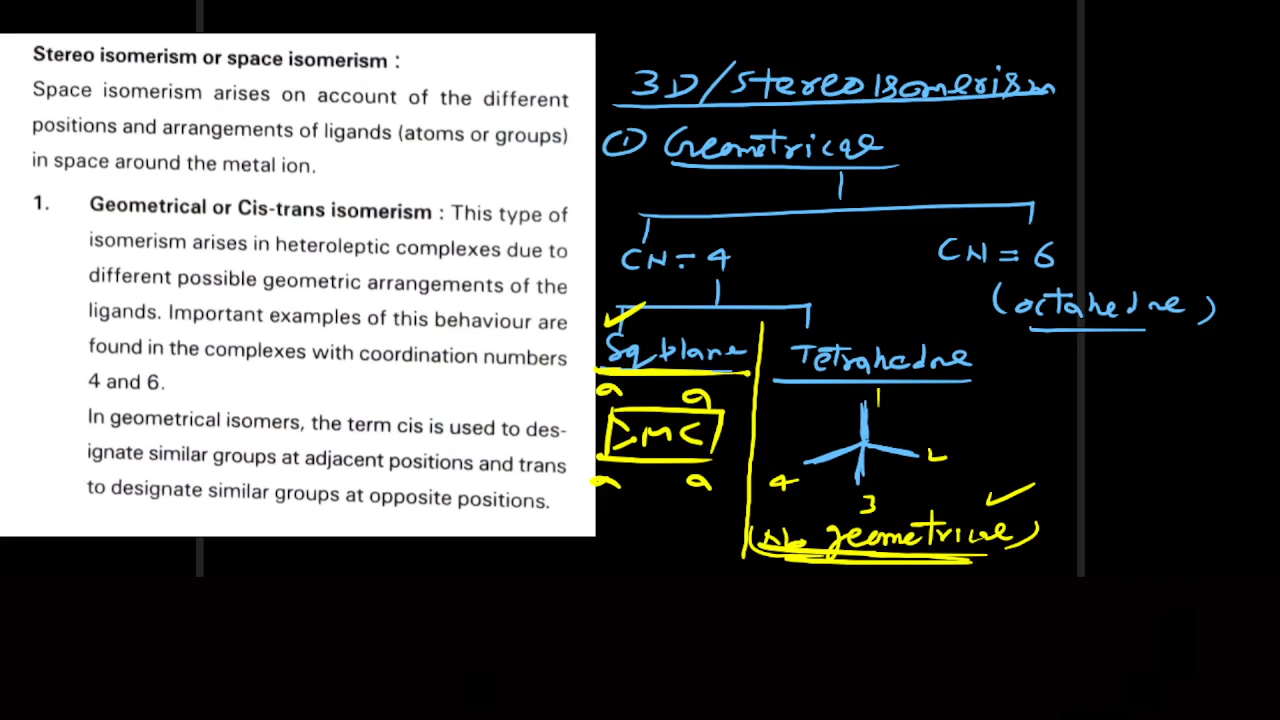 Stereo isomerism or space isomerism :
Space isomerism arises on account of the different
positions and arrangements of ligands (atoms or groups)
in space around the metal ion.
1. Geometrical or Cis-trans isomerism : This type of
isomerism arises in heteroleptic complexes due to
different possible geometric arrangements of the
ligands. Important examples of this behaviour are
found in the complexes with coordination numbers
4 and 6.
In geometrical isomers, the term cis is used to des-
ignate similar groups at adjacent positions and trans
to designate similar groups at opposite positions.
3D/Stereo Isomerism
① Geometrical
CN = 4
CN = 6
(octahedral)
Sq plane
Tetrahedral
a a
M
a a
1
2
3
4
(No geometrical)